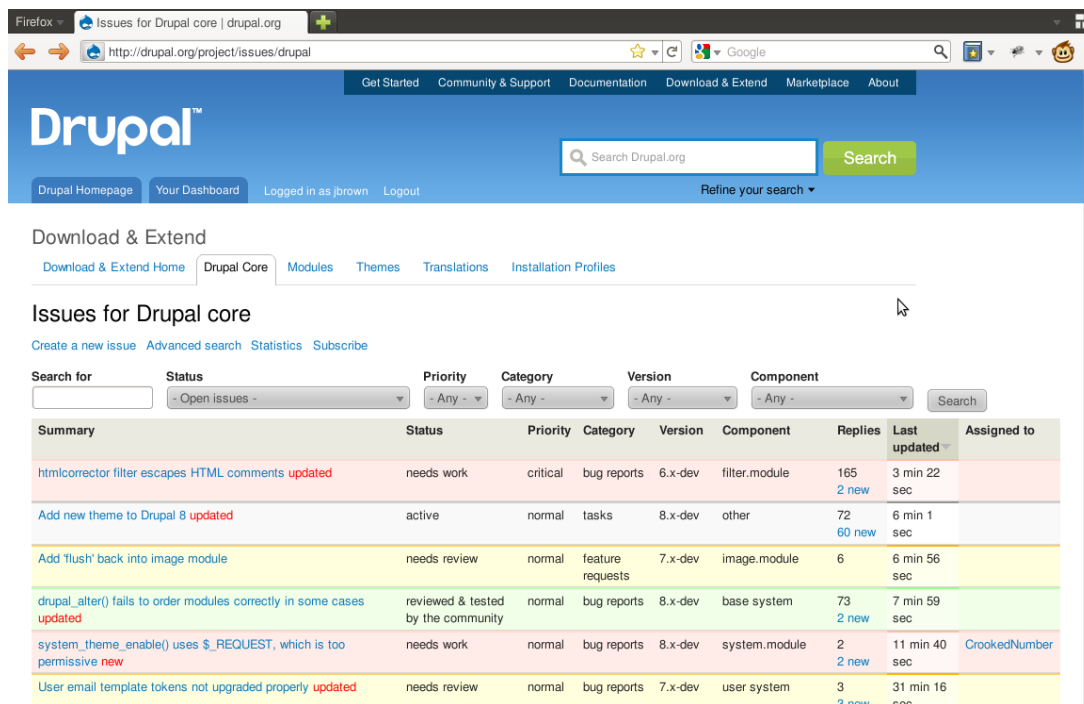 Firefox
Issues for Drupal core | drupal.org
http://drupal.org/project/issues/drupal
Google
Get Started Community & Support Documentation Download & Extend Marketplace About
Drupal™
Search Drupal.org
Search
Drupal Homepage Your Dashboard Logged in as jbrown Logout
Refine your search
Download & Extend
Download & Extend Home Drupal Core Modules Themes Translations Installation Profiles
Issues for Drupal core
Create a new issue Advanced search Statistics Subscribe
Search for Status Priority Category Version Component
- Open issues - - Any - - Any - - Any - - Any - Search
Summary Status Priority Category Version Component Replies Last Assigned to
updated
htmlcorrector filter escapes HTML comments updated needs work critical bug reports 6.x-dev filter.module 165 3 min 22
2 new sec
Add new theme to Drupal 8 updated active normal tasks 8.x-dev other 72 6 min 1
60 new sec
Add 'flush' back into image module needs review normal feature 7.x-dev image.module 6 6 min 56
requests sec
drupal_alter() fails to order modules correctly in some cases reviewed & tested normal bug reports 8.x-dev base system 73 7 min 59
updated by the community 2 new sec
system_theme_enable() uses $_REQUEST, which is too needs work normal bug reports 8.x-dev system.module 2 11 min 40 CrookedNumber
permissive new 2 new sec
User email template tokens not upgraded properly updated needs review normal bug reports 7.x-dev user system 3 31 min 16
3 new sec